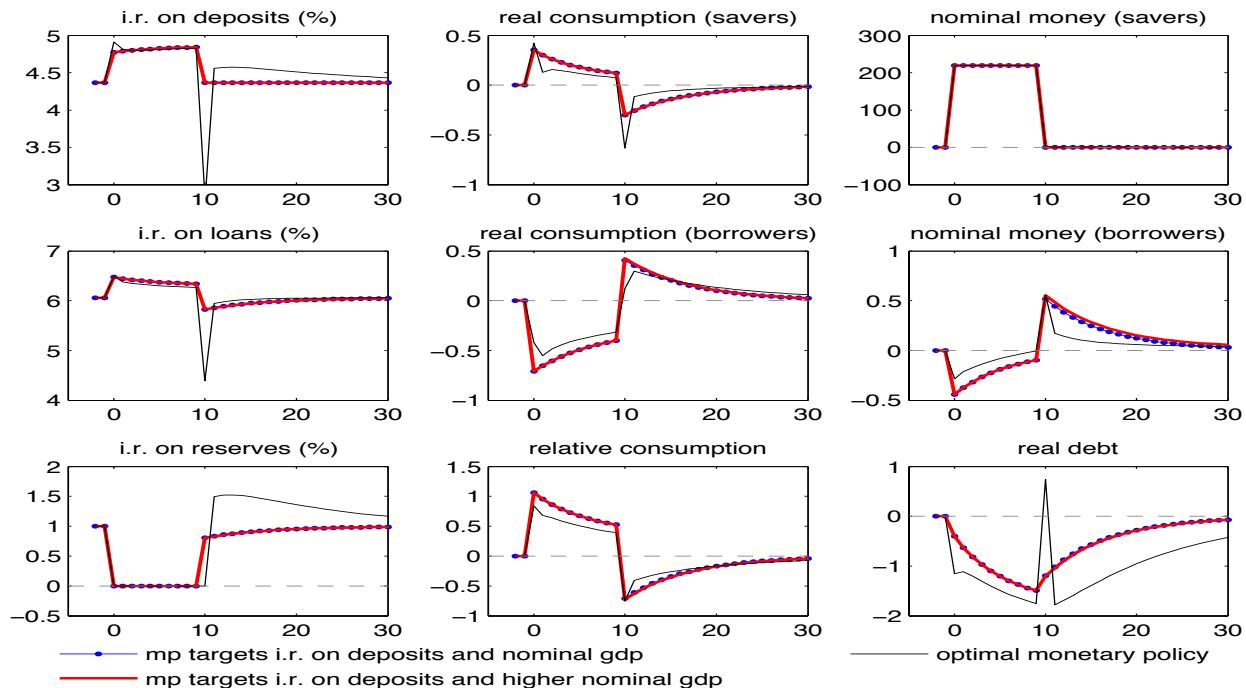 i.r. on deposits (%)
real consumption (savers)
nominal money (savers)
5
4.5
4
3.5
3
0 10 20 30
0.5
0
−0.5
−1
0 10 20 30
300
200
100
0
−100
0 10 20 30
i.r. on loans (%)
real consumption (borrowers)
nominal money (borrowers)
7
6
5
4
0 10 20 30
0.5
0
−0.5
−1
0 10 20 30
1
0.5
0
−0.5
0 10 20 30
i.r. on reserves (%)
relative consumption
real debt
2
1.5
1
0.5
0
−0.5
0 10 20 30
1.5
1
0.5
0
−0.5
−1
0 10 20 30
1
0
−1
−2
0 10 20 30
mp targets i.r. on deposits and nominal gdp
mp targets i.r. on deposits and higher nominal gdp
optimal monetary policy